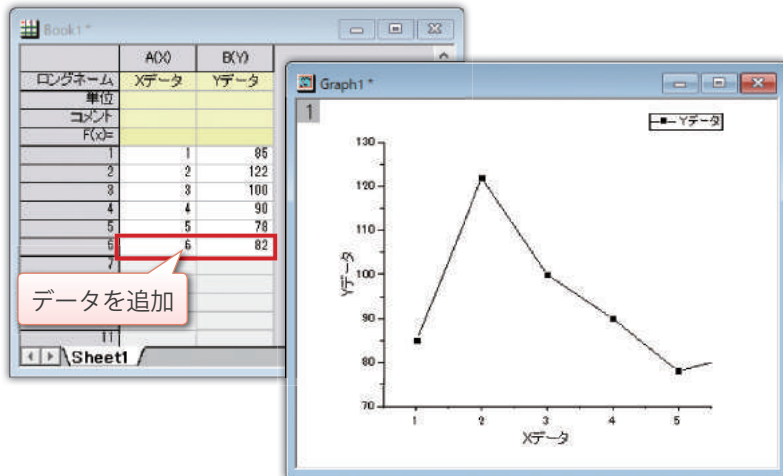 Book1 *
A(X) B(Y)
ロングネーム Xデータ Yデータ
単位
コメント
F(x)=
1 1 85
2 2 122
3 3 100
4 4 90
5 5 78
6 6 82
7
データを追加
11
Sheet1
Graph1 *
1
Yデータ
130
120
110
100
90
80
70
Yデータ
1 2 3 4 5
Xデータ